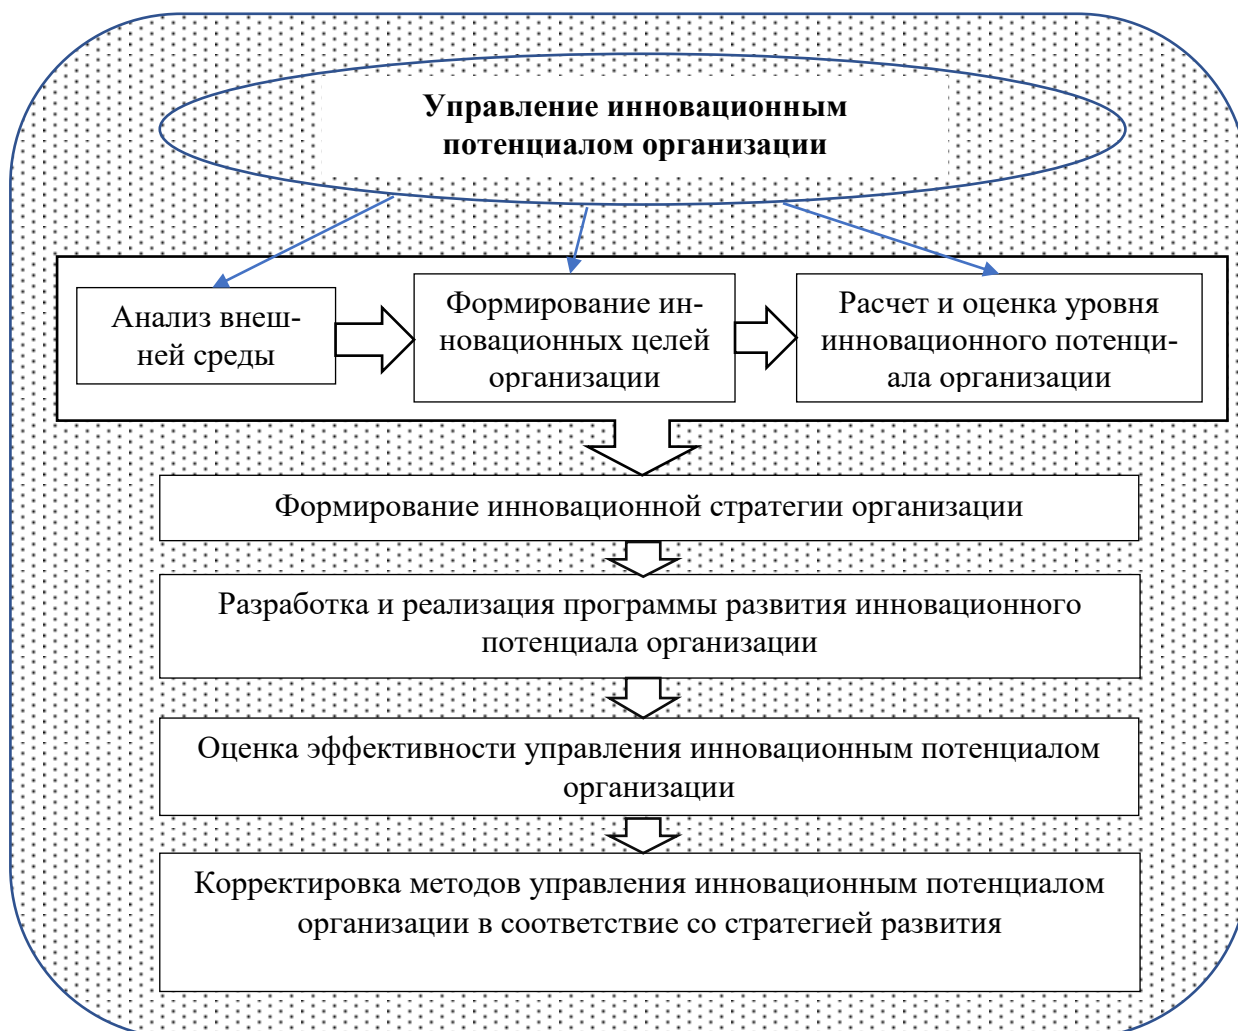 Управление инновационным
потенциалом организации
Анализ внеш-
ней среды
Формирование ин-
новационных целей
организации
Расчет и оценка уровня
инновационного потенци-
ала организации
Формирование инновационной стратегии организации
Разработка и реализация программы развития инновационного
потенциала организации
Оценка эффективности управления инновационным потенциалом
организации
Корректировка методов управления инновационным потенциалом
организации в соответствие со стратегией развития